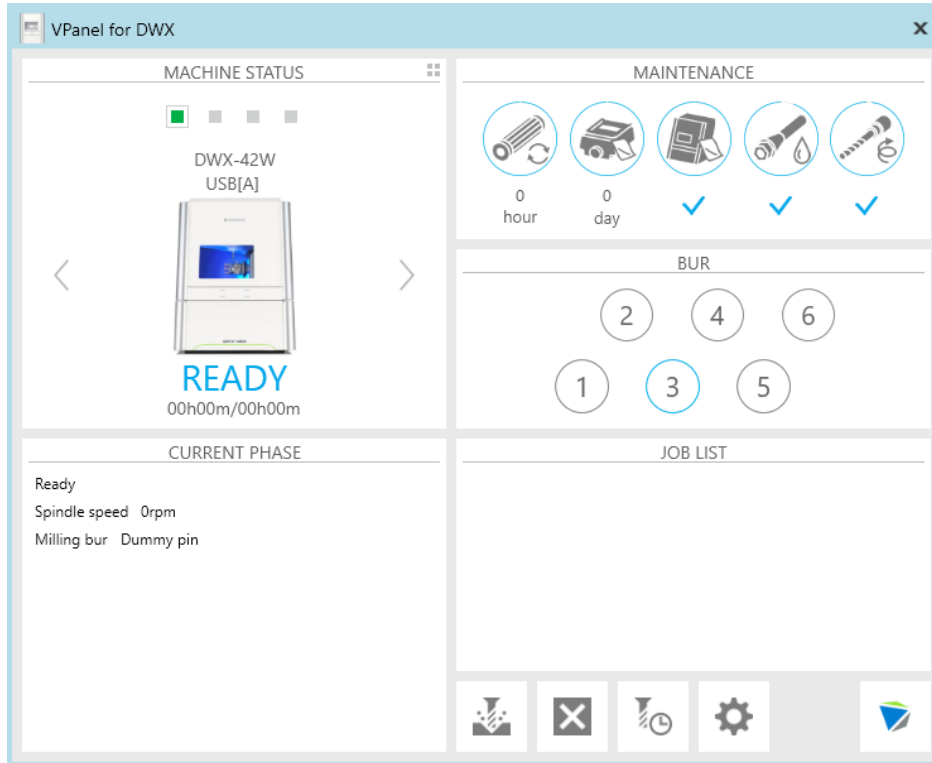 VPanel for DWX
MACHINE STATUS
DWX-42W
USB[A]
READY
00h00m/00h00m
MAINTENANCE
0
hour
0
day
BUR
2
4
6
1
3
5
CURRENT PHASE
Ready
Spindle speed 0rpm
Milling bur Dummy pin
JOB LIST